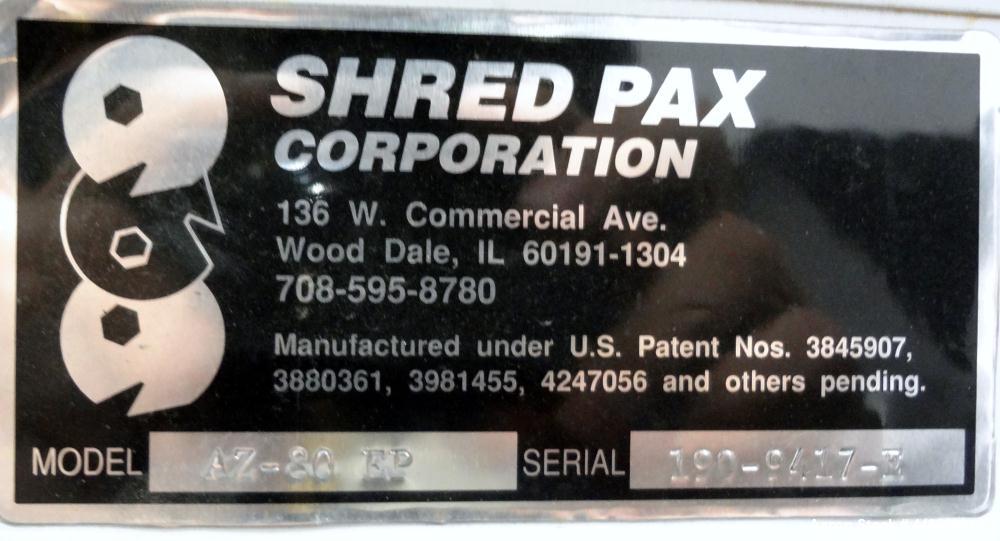 SHRED PAX
CORPORATION
136 W. Commercial Ave.
Wood Dale, IL 60191-1304
708-595-8780
Manufactured under U.S. Patent Nos. 3845907,
3880361, 3981455, 4247056 and others pending.
MODEL AZ-80 EP
SERIAL 190-9417-E